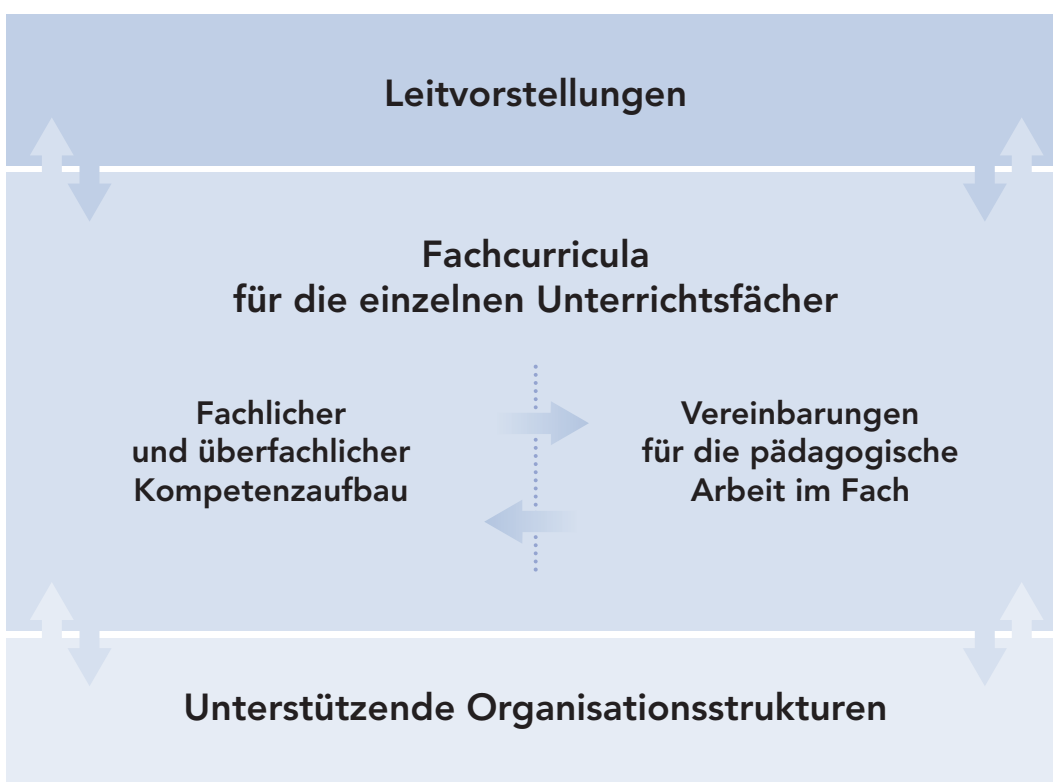 Leitvorstellungen
Fachcurricula
für die einzelnen Unterrichtsfächer
Fachlicher
und überfachlicher
Kompetenzaufbau
Vereinbarungen
für die pädagogische
Arbeit im Fach
Unterstützende Organisationsstrukturen